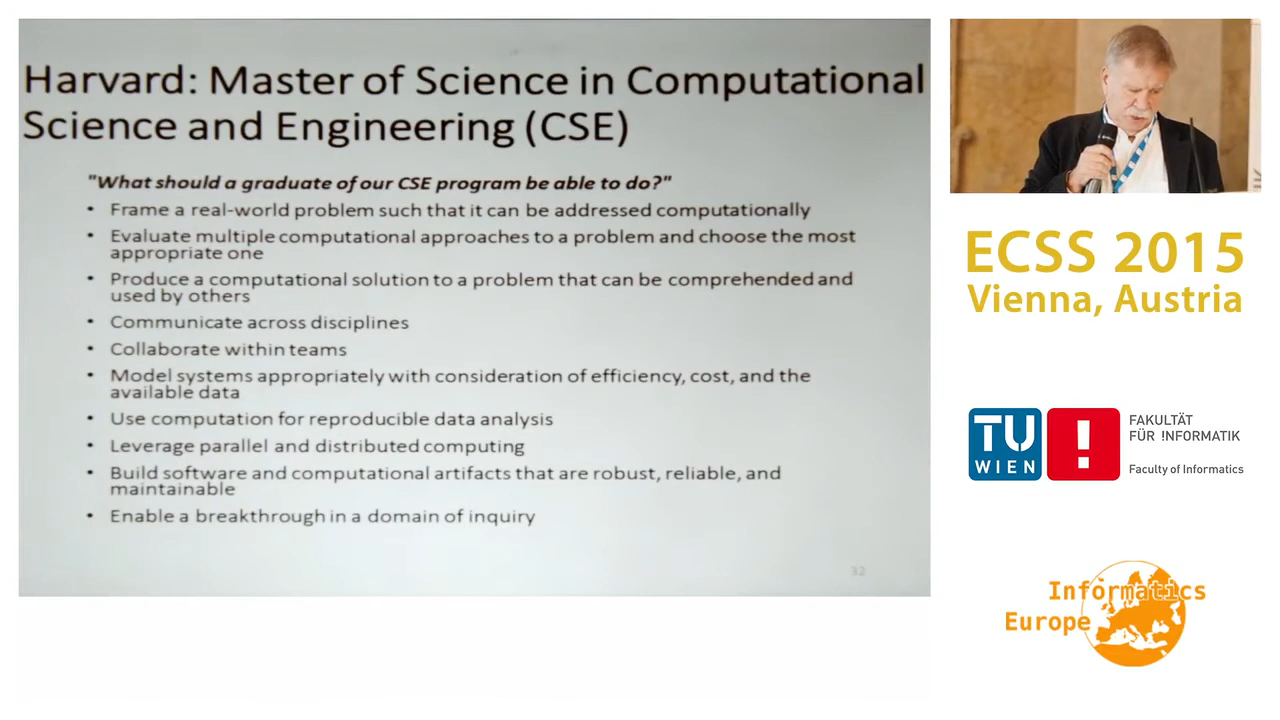 Harvard: Master of Science in Computational
Science and Engineering (CSE)
"What should a graduate of our CSE program be able to do?"
• Frame a real-world problem such that it can be addressed computationally
• Evaluate multiple computational approaches to a problem and choose the most
appropriate one
• Produce a computational solution to a problem that can be comprehended and
used by others
• Communicate across disciplines
• Collaborate within teams
• Model systems appropriately with consideration of efficiency, cost, and the
available data
• Use computation for reproducible data analysis
• Leverage parallel and distributed computing
• Build software and computational artifacts that are robust, reliable, and
maintainable
• Enable a breakthrough in a domain of inquiry
32
ECSS 2015
Vienna, Austria
TU
WIEN
!
FAKULTÄT
FÜR !NFORMATIK
Faculty of Informatics
Informatics
Europe